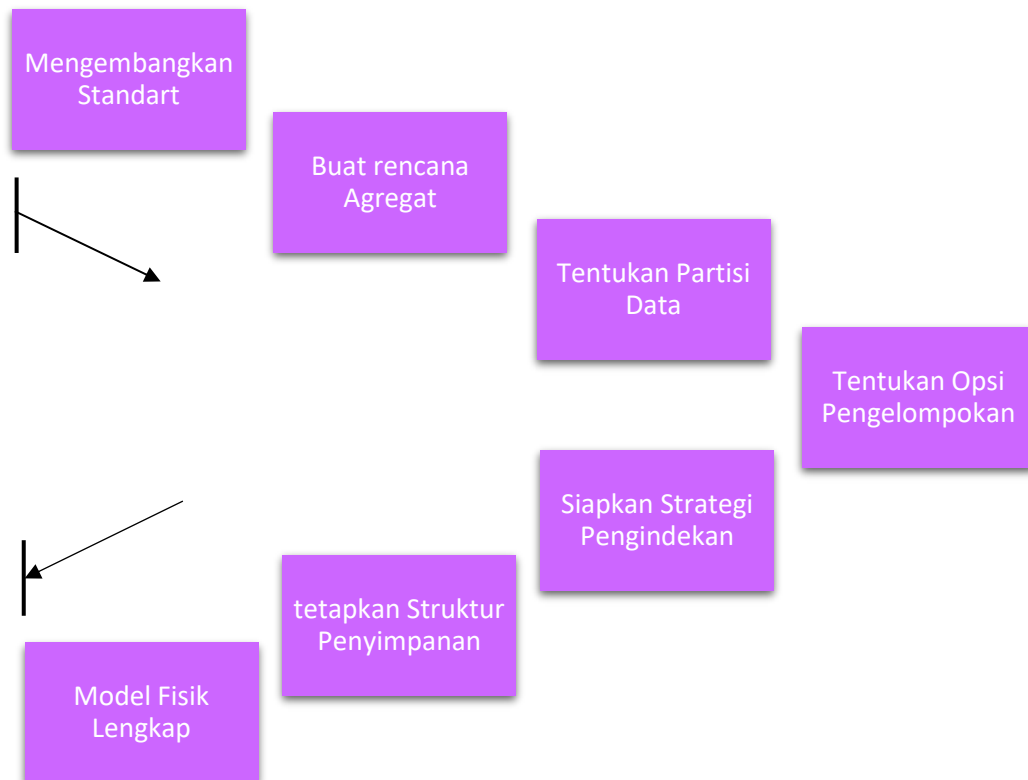 Mengembangkan
Standart
Buat rencana
Agregat
Tentukan Partisi
Data
Tentukan Opsi
Pengelompokan
Siapkan Strategi
Pengindekan
tetapkan Struktur
Penyimpanan
Model Fisik
Lengkap